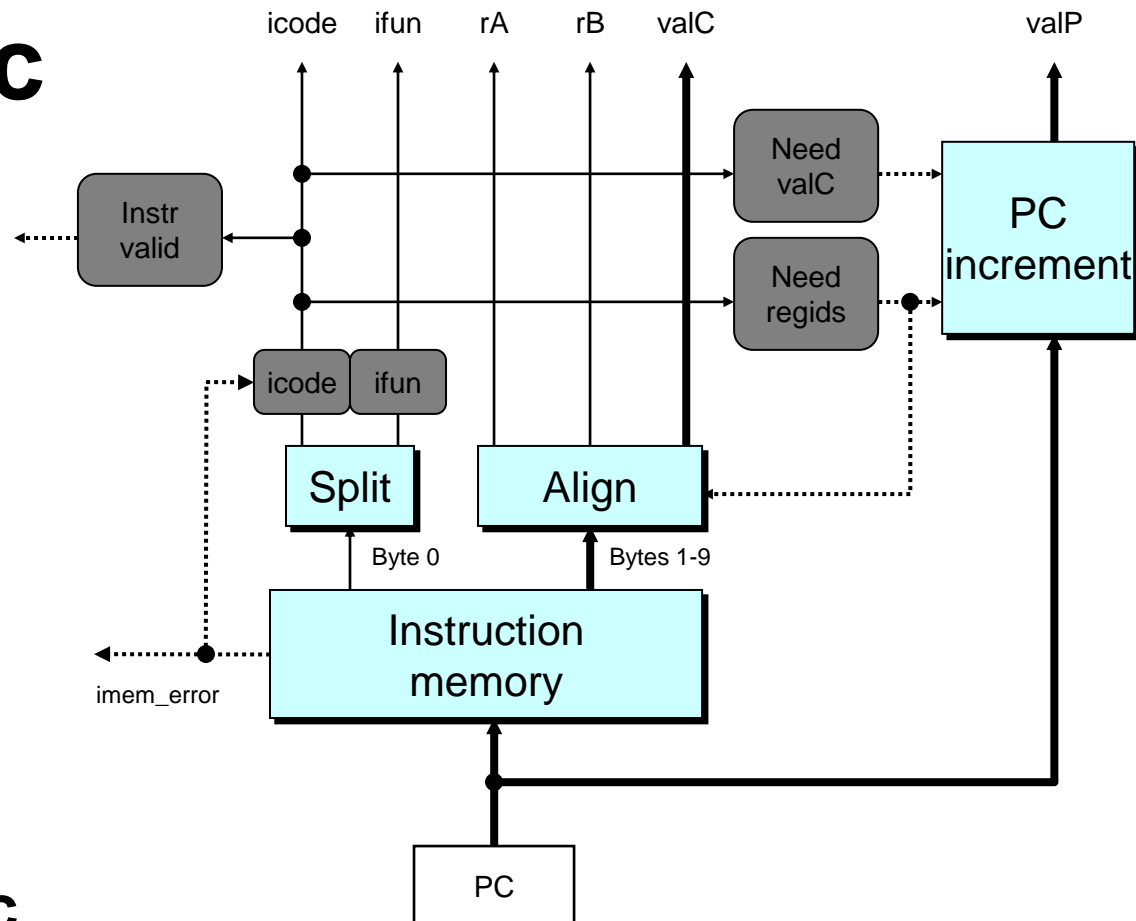 icode ifun rA rB valC valP
c
Need
valC
Instr
valid
PC
increment
Need
regids
icode ifun
Split
Align
Byte 0
Bytes 1-9
Instruction
memory
imem_error
PC
c